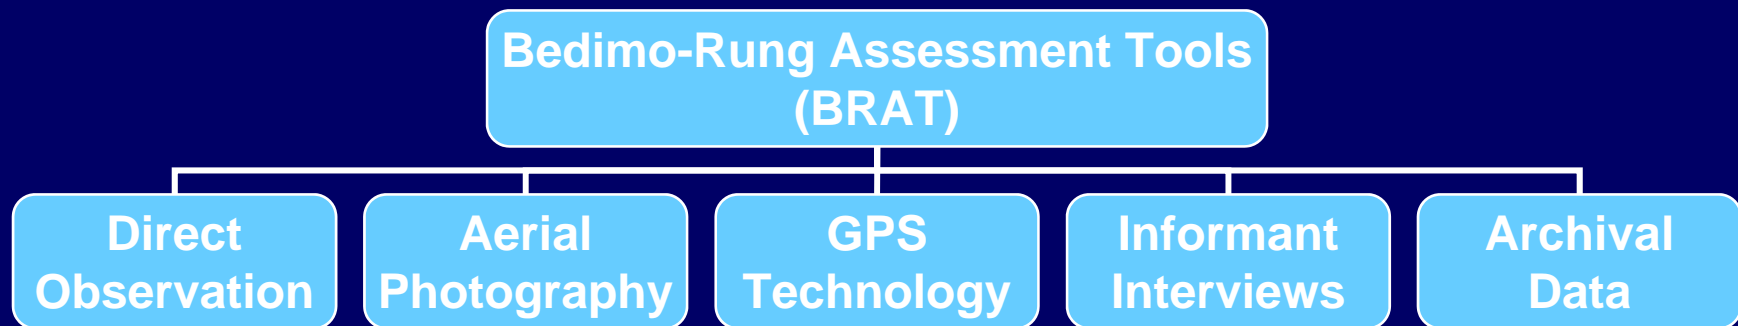 Bedimo-Rung Assessment Tools
(BRAT)
Direct
Observation
Aerial
Photography
GPS
Technology
Informant
Interviews
Archival
Data